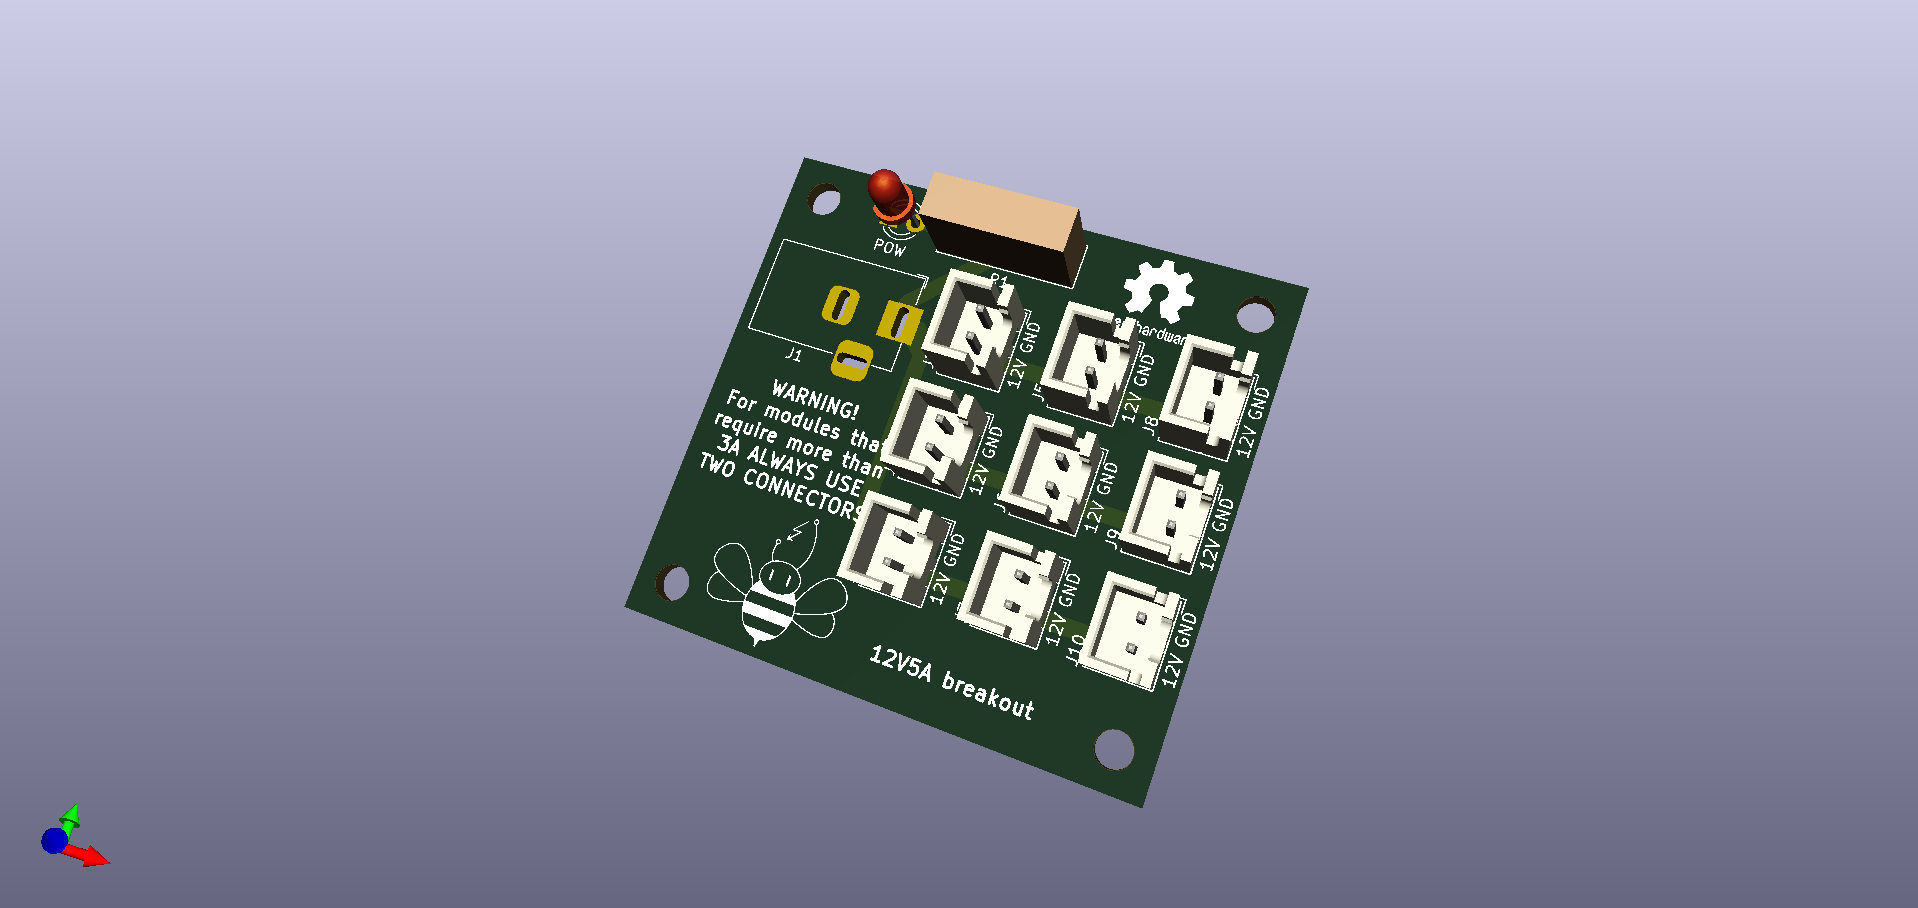 POW
J1
12V GND
12V GND
12V GND
J8
WARNING!
For modules that
require more than
3A ALWAYS USE
TWO CONNECTORS
12V GND
12V GND
12V GND
J9
12V GND
12V GND
12V GND
J10
12V5A breakout